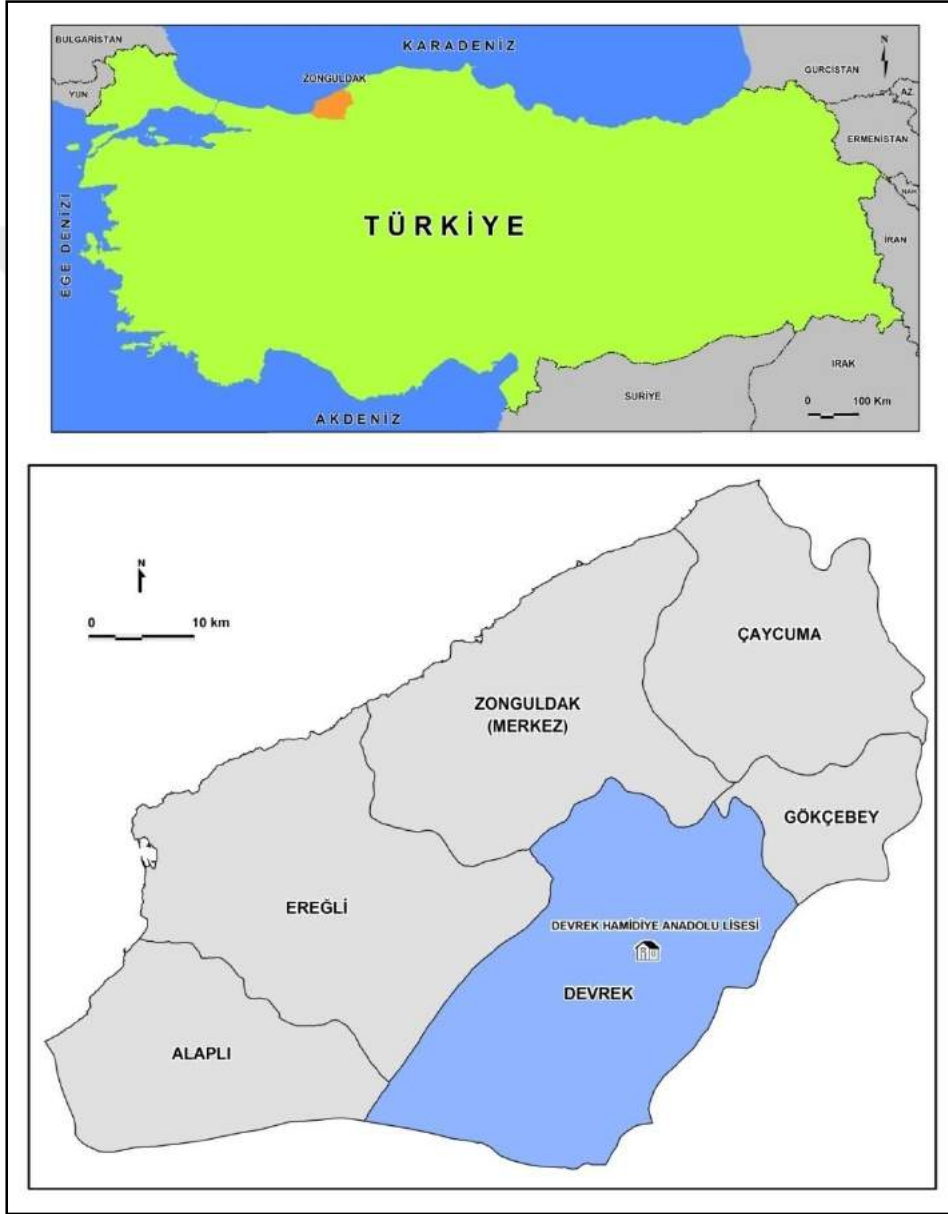 BULGARİSTAN
KARADENİZ
N
ZONGULDAK
GÜRCİSTAN
YUN.
AZ.
ERMENİSTAN
NAH.
TÜRKİYE
İRAN
EGE DENİZİ
IRAK
SURİYE
0 100 Km
AKDENİZ
N
0 10 km
ÇAYCUMA
ZONGULDAK
(MERKEZ)
GÖKÇEBEY
EREĞLİ
DEVREK HAMİDİYE ANADOLU LİSESİ
DEVREK
ALAPLI